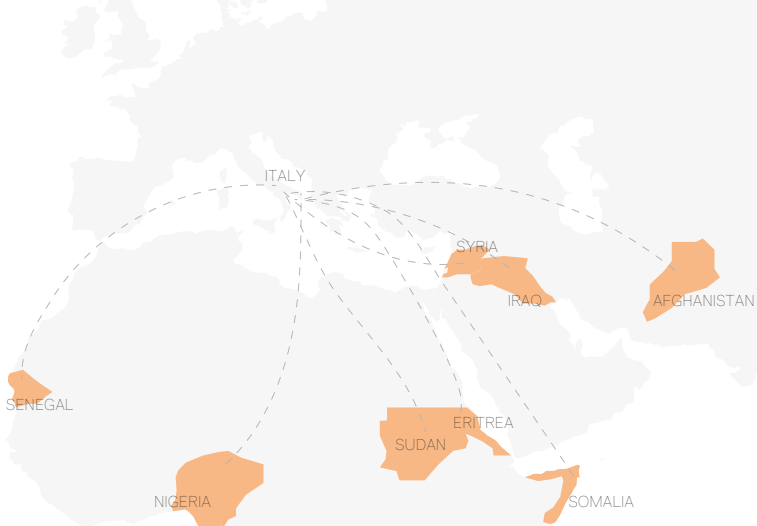 ITALY
SYRIA
IRAQ
AFGHANISTAN
SENEGAL
ERITREA
SUDAN
NIGERIA
SOMALIA